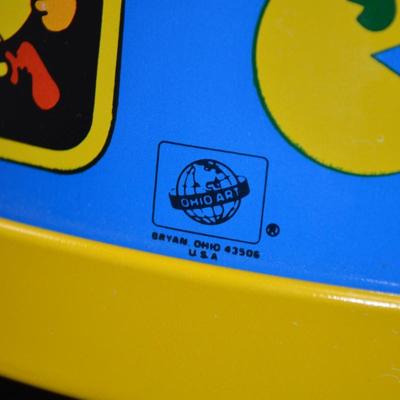 OHIO ART
®
BRYAN, OHIO 43506
U S A